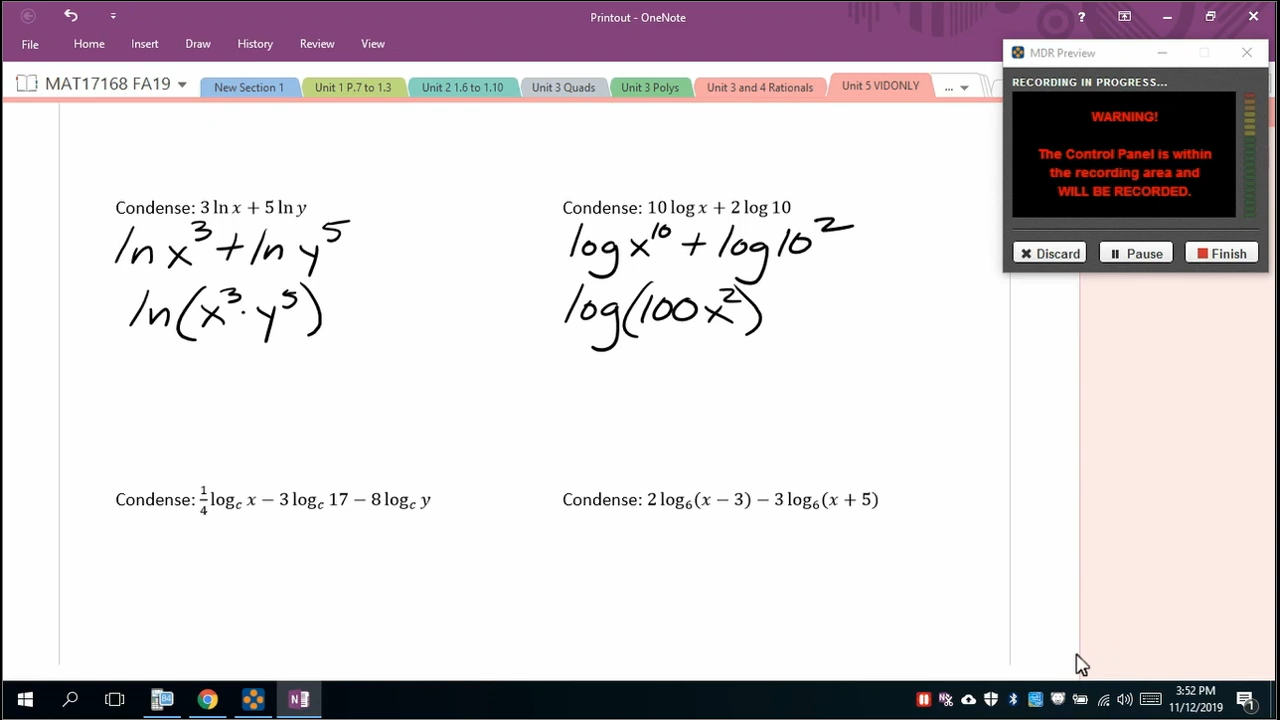 Printout - OneNote
?
File Home Insert Draw History Review View
MAT17168 FA19
New Section 1 Unit 1 P.7 to 1.3 Unit 2 1.6 to 1.10 Unit 3 Quads Unit 3 Polys Unit 3 and 4 Rationals Unit 5 VIDONLY ...
MDR Preview
RECORDING IN PROGRESS...
WARNING!
The Control Panel is within
the recording area and
WILL BE RECORDED.
Discard Pause Finish
Condense: 3 ln x + 5 ln y
ln x³ + ln y⁵
ln(x³ · y⁵)
Condense: 10 log x + 2 log 10
log x¹⁰ + log 10²
log(100x²)
Condense: 1/4 log_c x − 3 log_c 17 − 8 log_c y
Condense: 2 log₆(x − 3) − 3 log₆(x + 5)
3:52 PM
11/12/2019
1